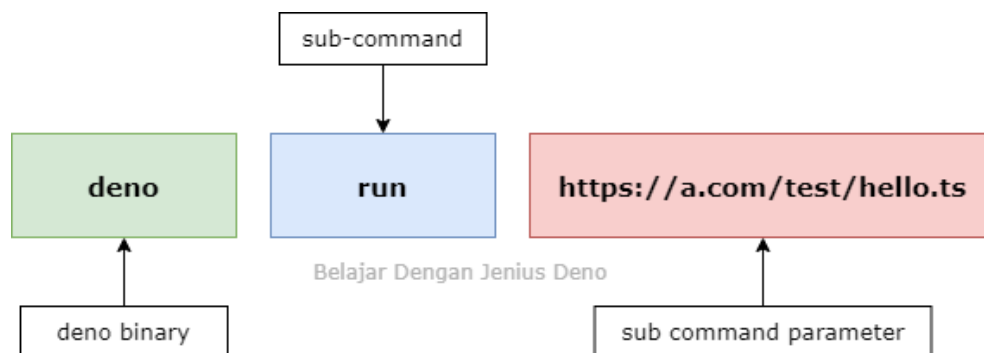 sub-command
deno
run
https://a.com/test/hello.ts
Belajar Dengan Jenius Deno
deno binary
sub command parameter